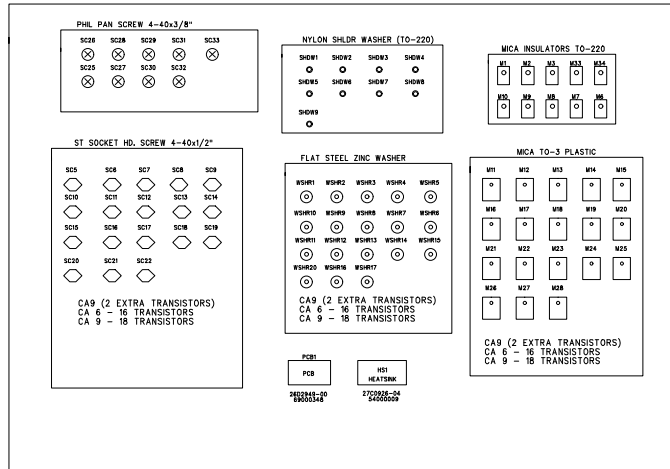 PHIL PAN SCREW 4-40x3/8"
SC26 SC28 SC29 SC31 SC33
SC25 SC27 SC30 SC32
NYLON SHLDR WASHER (TO-220)
SHDW1 SHDW2 SHDW3 SHDW4
SHDW5 SHDW6 SHDW7 SHDW8
SHDW9
MICA INSULATORS TO-220
M1 M2 M3 M33 M34
M10 M9 M8 M7 M6
ST SOCKET HD. SCREW 4-40x1/2"
SC5 SC6 SC7 SC8 SC9
SC10 SC11 SC12 SC13 SC14
SC15 SC16 SC17 SC18 SC19
SC20 SC21 SC22
CA9 (2 EXTRA TRANSISTORS)
CA 6 - 16 TRANSISTORS
CA 9 - 18 TRANSISTORS
FLAT STEEL ZINC WASHER
WSHR1 WSHR2 WSHR3 WSHR4 WSHR5
WSHR10 WSHR9 WSHR8 WSHR7 WSHR6
WSHR11 WSHR12 WSHR13 WSHR14 WSHR15
WSHR20 WSHR16 WSHR17
CA9 (2 EXTRA TRANSISTORS)
CA 6 - 16 TRANSISTORS
CA 9 - 18 TRANSISTORS
MICA TO-3 PLASTIC
M11 M12 M13 M14 M15
M16 M17 M18 M19 M20
M21 M22 M23 M24 M25
M26 M27 M28
CA9 (2 EXTRA TRANSISTORS)
CA 6 - 16 TRANSISTORS
CA 9 - 18 TRANSISTORS
PCB1
PCB
26D2949-00
69000348
HS1
HEATSINK
27C0926-04
54000009